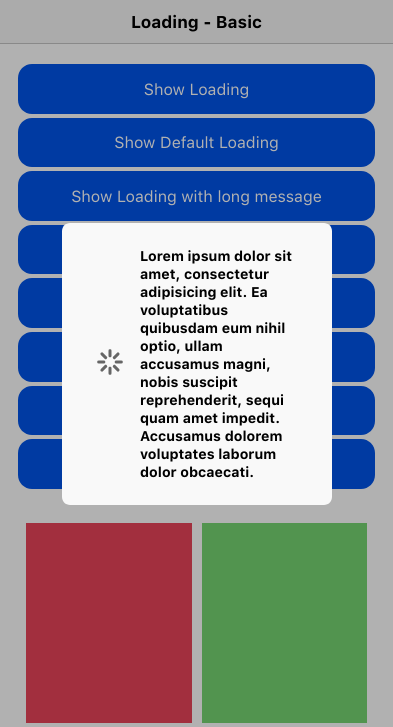 Loading - Basic
Show Loading
Show Default Loading
Show Loading with long message
Lorem ipsum dolor sit
amet, consectetur
adipisicing elit. Ea
voluptatibus
quibusdam eum nihil
optio, ullam
accusamus magni,
nobis suscipit
reprehenderit, sequi
quam amet impedit.
Accusamus dolorem
voluptates laborum
dolor obcaecati.